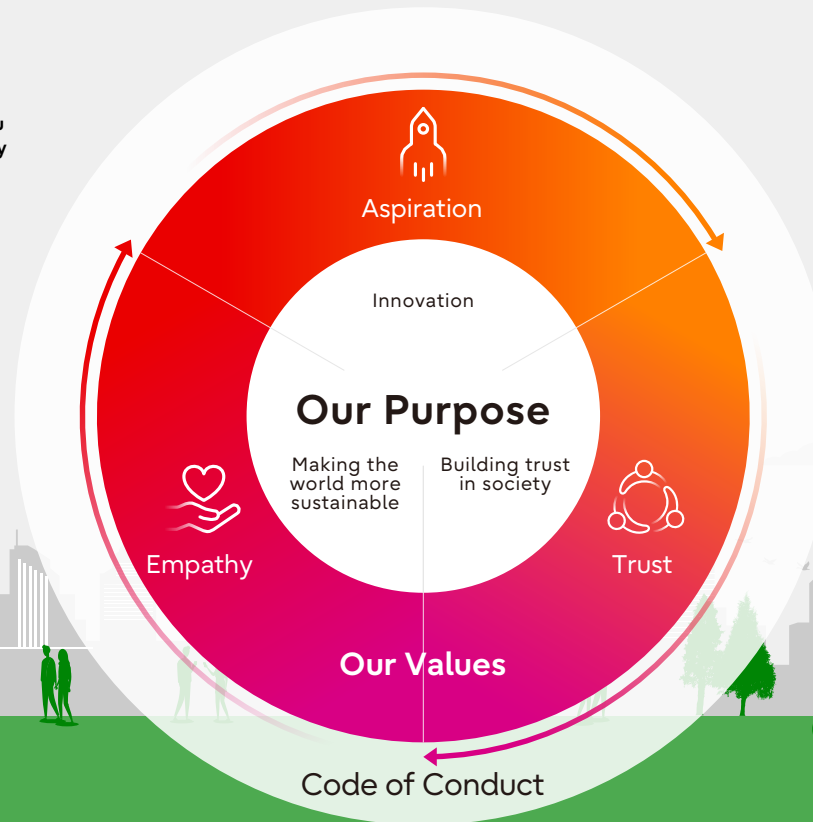 Aspiration
Innovation
Our Purpose
Making the
world more
sustainable
Building trust
in society
Empathy
Trust
Our Values
Code of Conduct